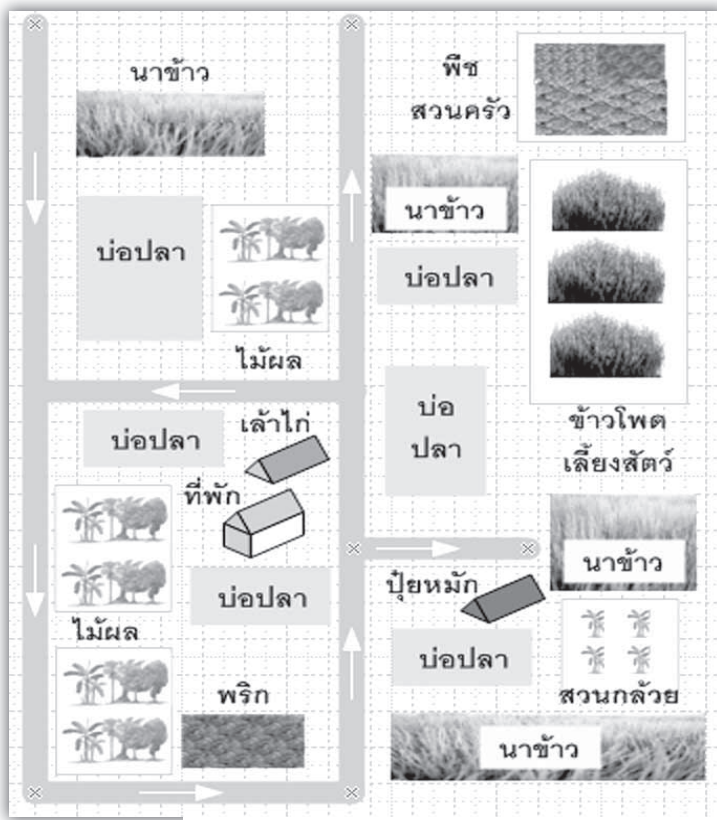 นาข้าว
พืช
สวนครัว
นาข้าว
บ่อปลา
บ่อปลา
ไม้ผล
บ่อ
ปลา
ข้าวโพด
เลี้ยงสัตว์
บ่อปลา
เล้าไก่
ที่พัก
นาข้าว
ปุ๋ยหมัก
บ่อปลา
ไม้ผล
บ่อปลา
พริก
สวนกล้วย
นาข้าว